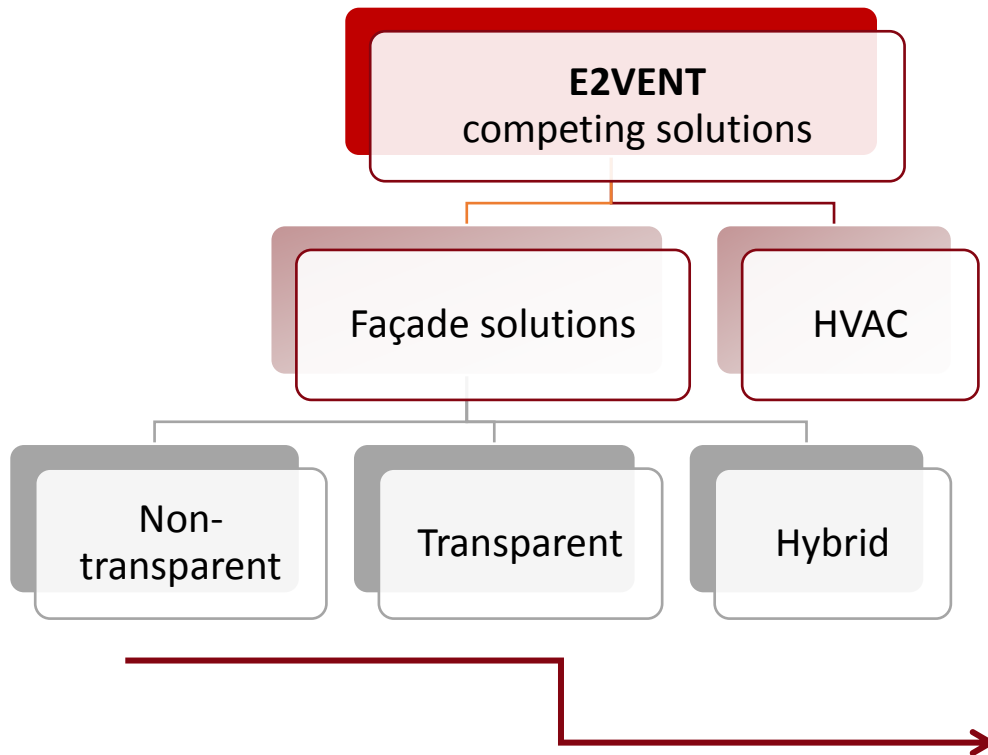 E2VENT
competing solutions
Façade solutions
HVAC
Non-
transparent
Transparent
Hybrid